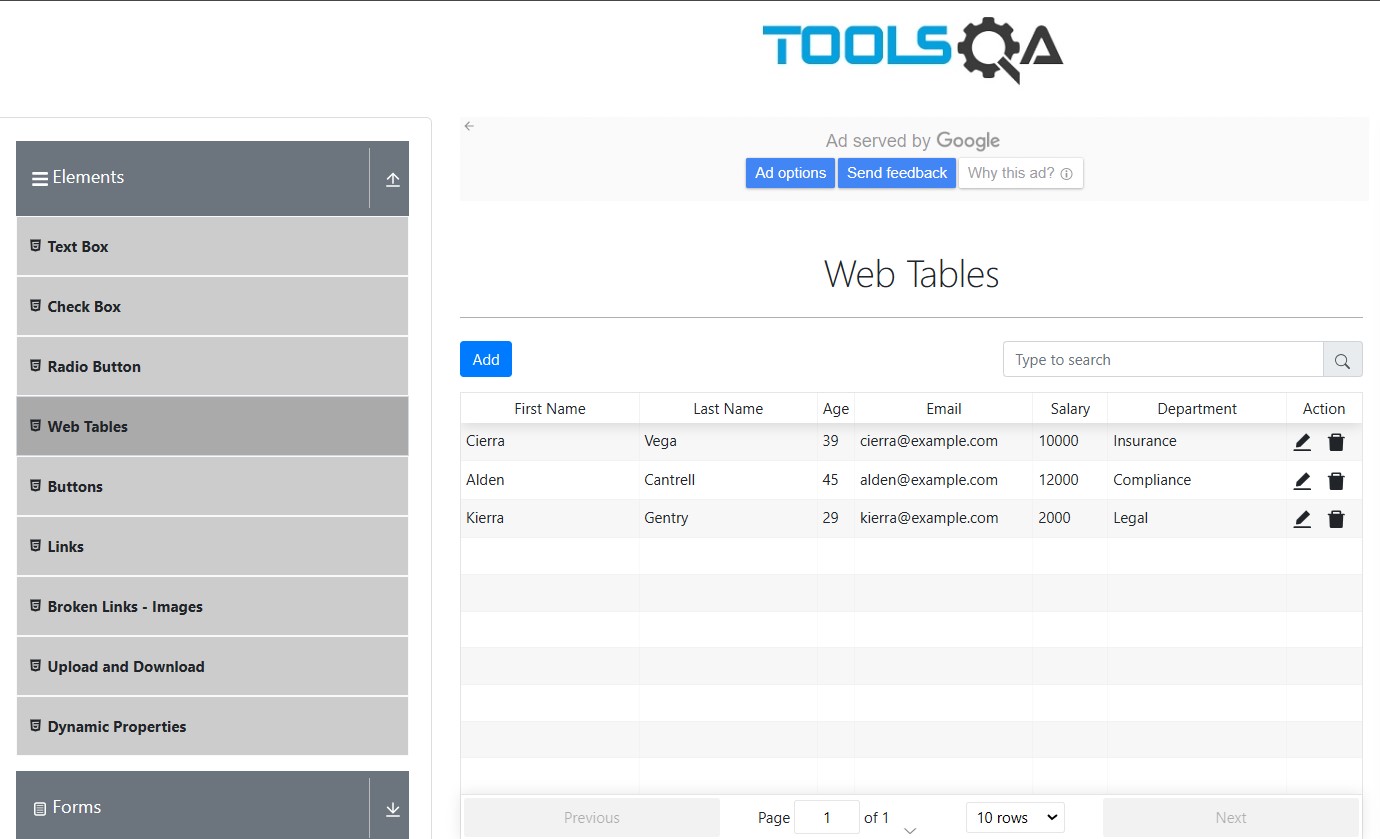 TOOLSQA
Elements
Text Box
Check Box
Radio Button
Web Tables
Buttons
Links
Broken Links - Images
Upload and Download
Dynamic Properties
Forms
Ad served by Google
Ad options Send feedback Why this ad?
Web Tables
Add Type to search
First Name Last Name Age Email Salary Department Action
Cierra Vega 39 cierra@example.com 10000 Insurance
Alden Cantrell 45 alden@example.com 12000 Compliance
Kierra Gentry 29 kierra@example.com 2000 Legal
Previous Page 1 of 1 10 rows Next